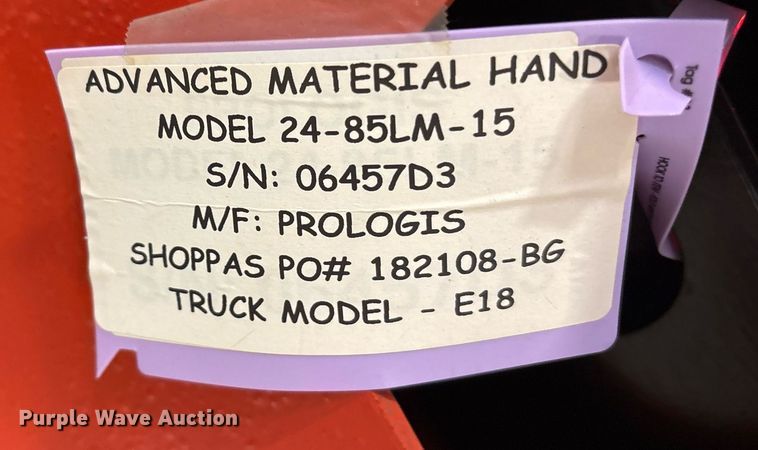 ADVANCED MATERIAL HAND
MODEL 24-85LM-15
S/N: 06457D3
M/F: PROLOGIS
SHOPPAS PO# 182108-BG
TRUCK MODEL - E18
Tag #
Purple Wave Auction